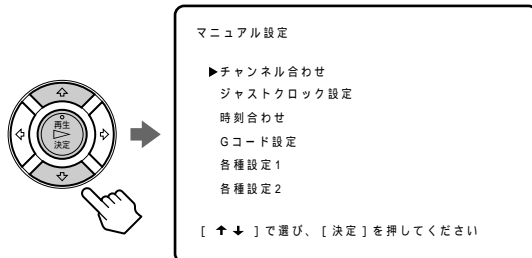 マニュアル設定
▶チャンネル合わせ
ジャストクロック設定
時刻合わせ
Gコード設定
各種設定1
各種設定2
[ ↑↓ ]で選び、[決定]を押してください
再生
決定